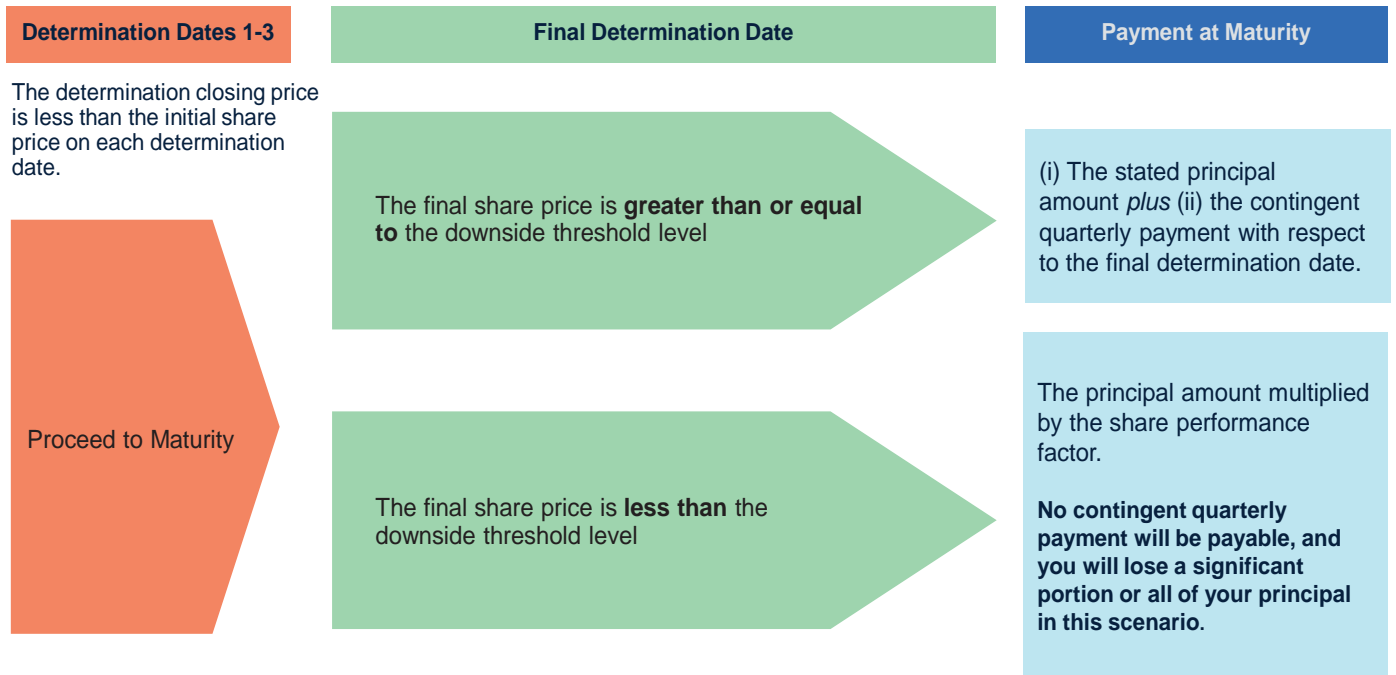 Determination Dates 1-3
Final Determination Date
Payment at Maturity
The determination closing price
is less than the initial share
price on each determination
date.
Proceed to Maturity
The final share price is greater than or equal
to the downside threshold level
(i) The stated principal
amount plus (ii) the contingent
quarterly payment with respect
to the final determination date.
The final share price is less than the
downside threshold level
The principal amount multiplied
by the share performance
factor.
No contingent quarterly
payment will be payable, and
you will lose a significant
portion or all of your principal
in this scenario.